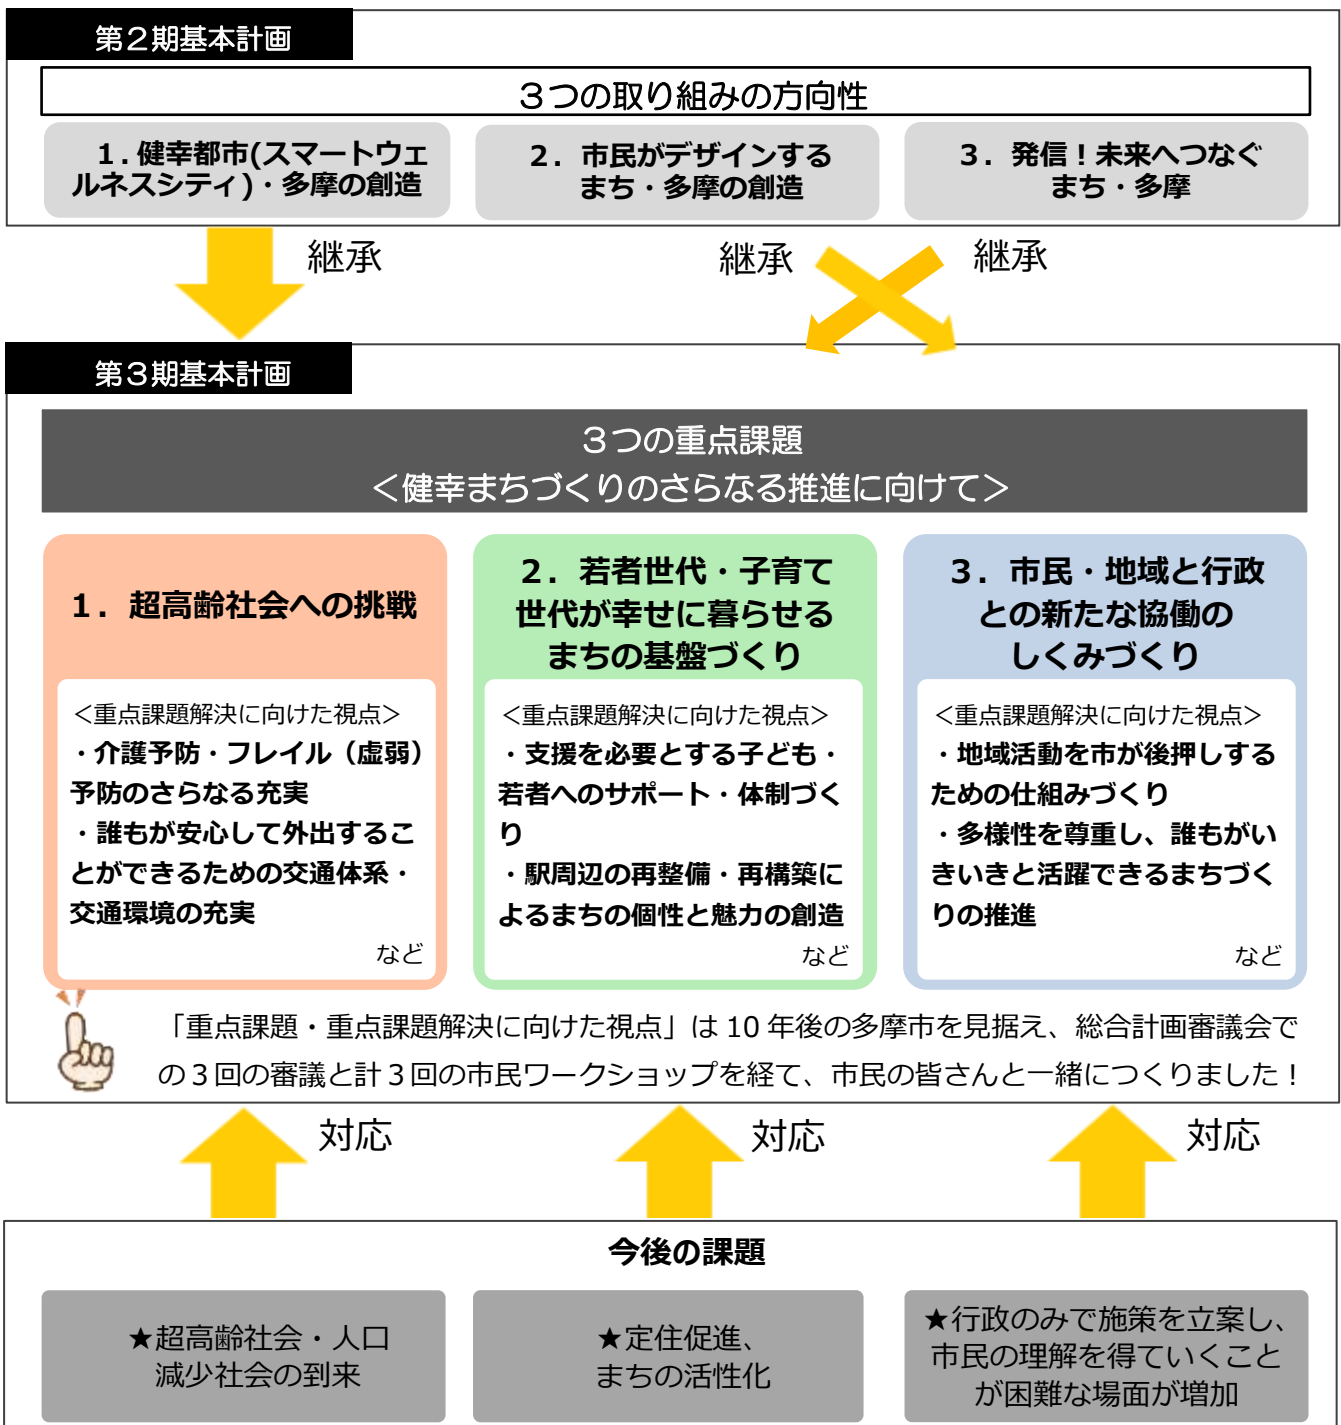 第２期基本計画
３つの取り組みの方向性
１. 健幸都市(スマートウェ
ルネスシティ)・多摩の創造
２．市民がデザインする
まち・多摩の創造
３．発信！未来へつなぐ
まち・多摩
継承
継承
継承
第３期基本計画
３つの重点課題
＜健幸まちづくりのさらなる推進に向けて＞
１．超高齢社会への挑戦
＜重点課題解決に向けた視点＞
・介護予防・フレイル（虚弱）
予防のさらなる充実
・誰もが安心して外出するこ
とができるための交通体系・
交通環境の充実
など
２．若者世代・子育て
世代が幸せに暮らせる
まちの基盤づくり
＜重点課題解決に向けた視点＞
・支援を必要とする子ども・
若者へのサポート・体制づく
り
・駅周辺の再整備・再構築に
よるまちの個性と魅力の創造
など
３．市民・地域と行政
との新たな協働の
しくみづくり
＜重点課題解決に向けた視点＞
・地域活動を市が後押しする
ための仕組みづくり
・多様性を尊重し、誰もがい
きいきと活躍できるまちづく
りの推進
など
「重点課題・重点課題解決に向けた視点」は 10 年後の多摩市を見据え、総合計画審議会で
の３回の審議と計３回の市民ワークショップを経て、市民の皆さんと一緒につくりました！
対応
対応
対応
今後の課題
★超高齢社会・人口
減少社会の到来
★定住促進、
まちの活性化
★行政のみで施策を立案し、
市民の理解を得ていくこと
が困難な場面が増加